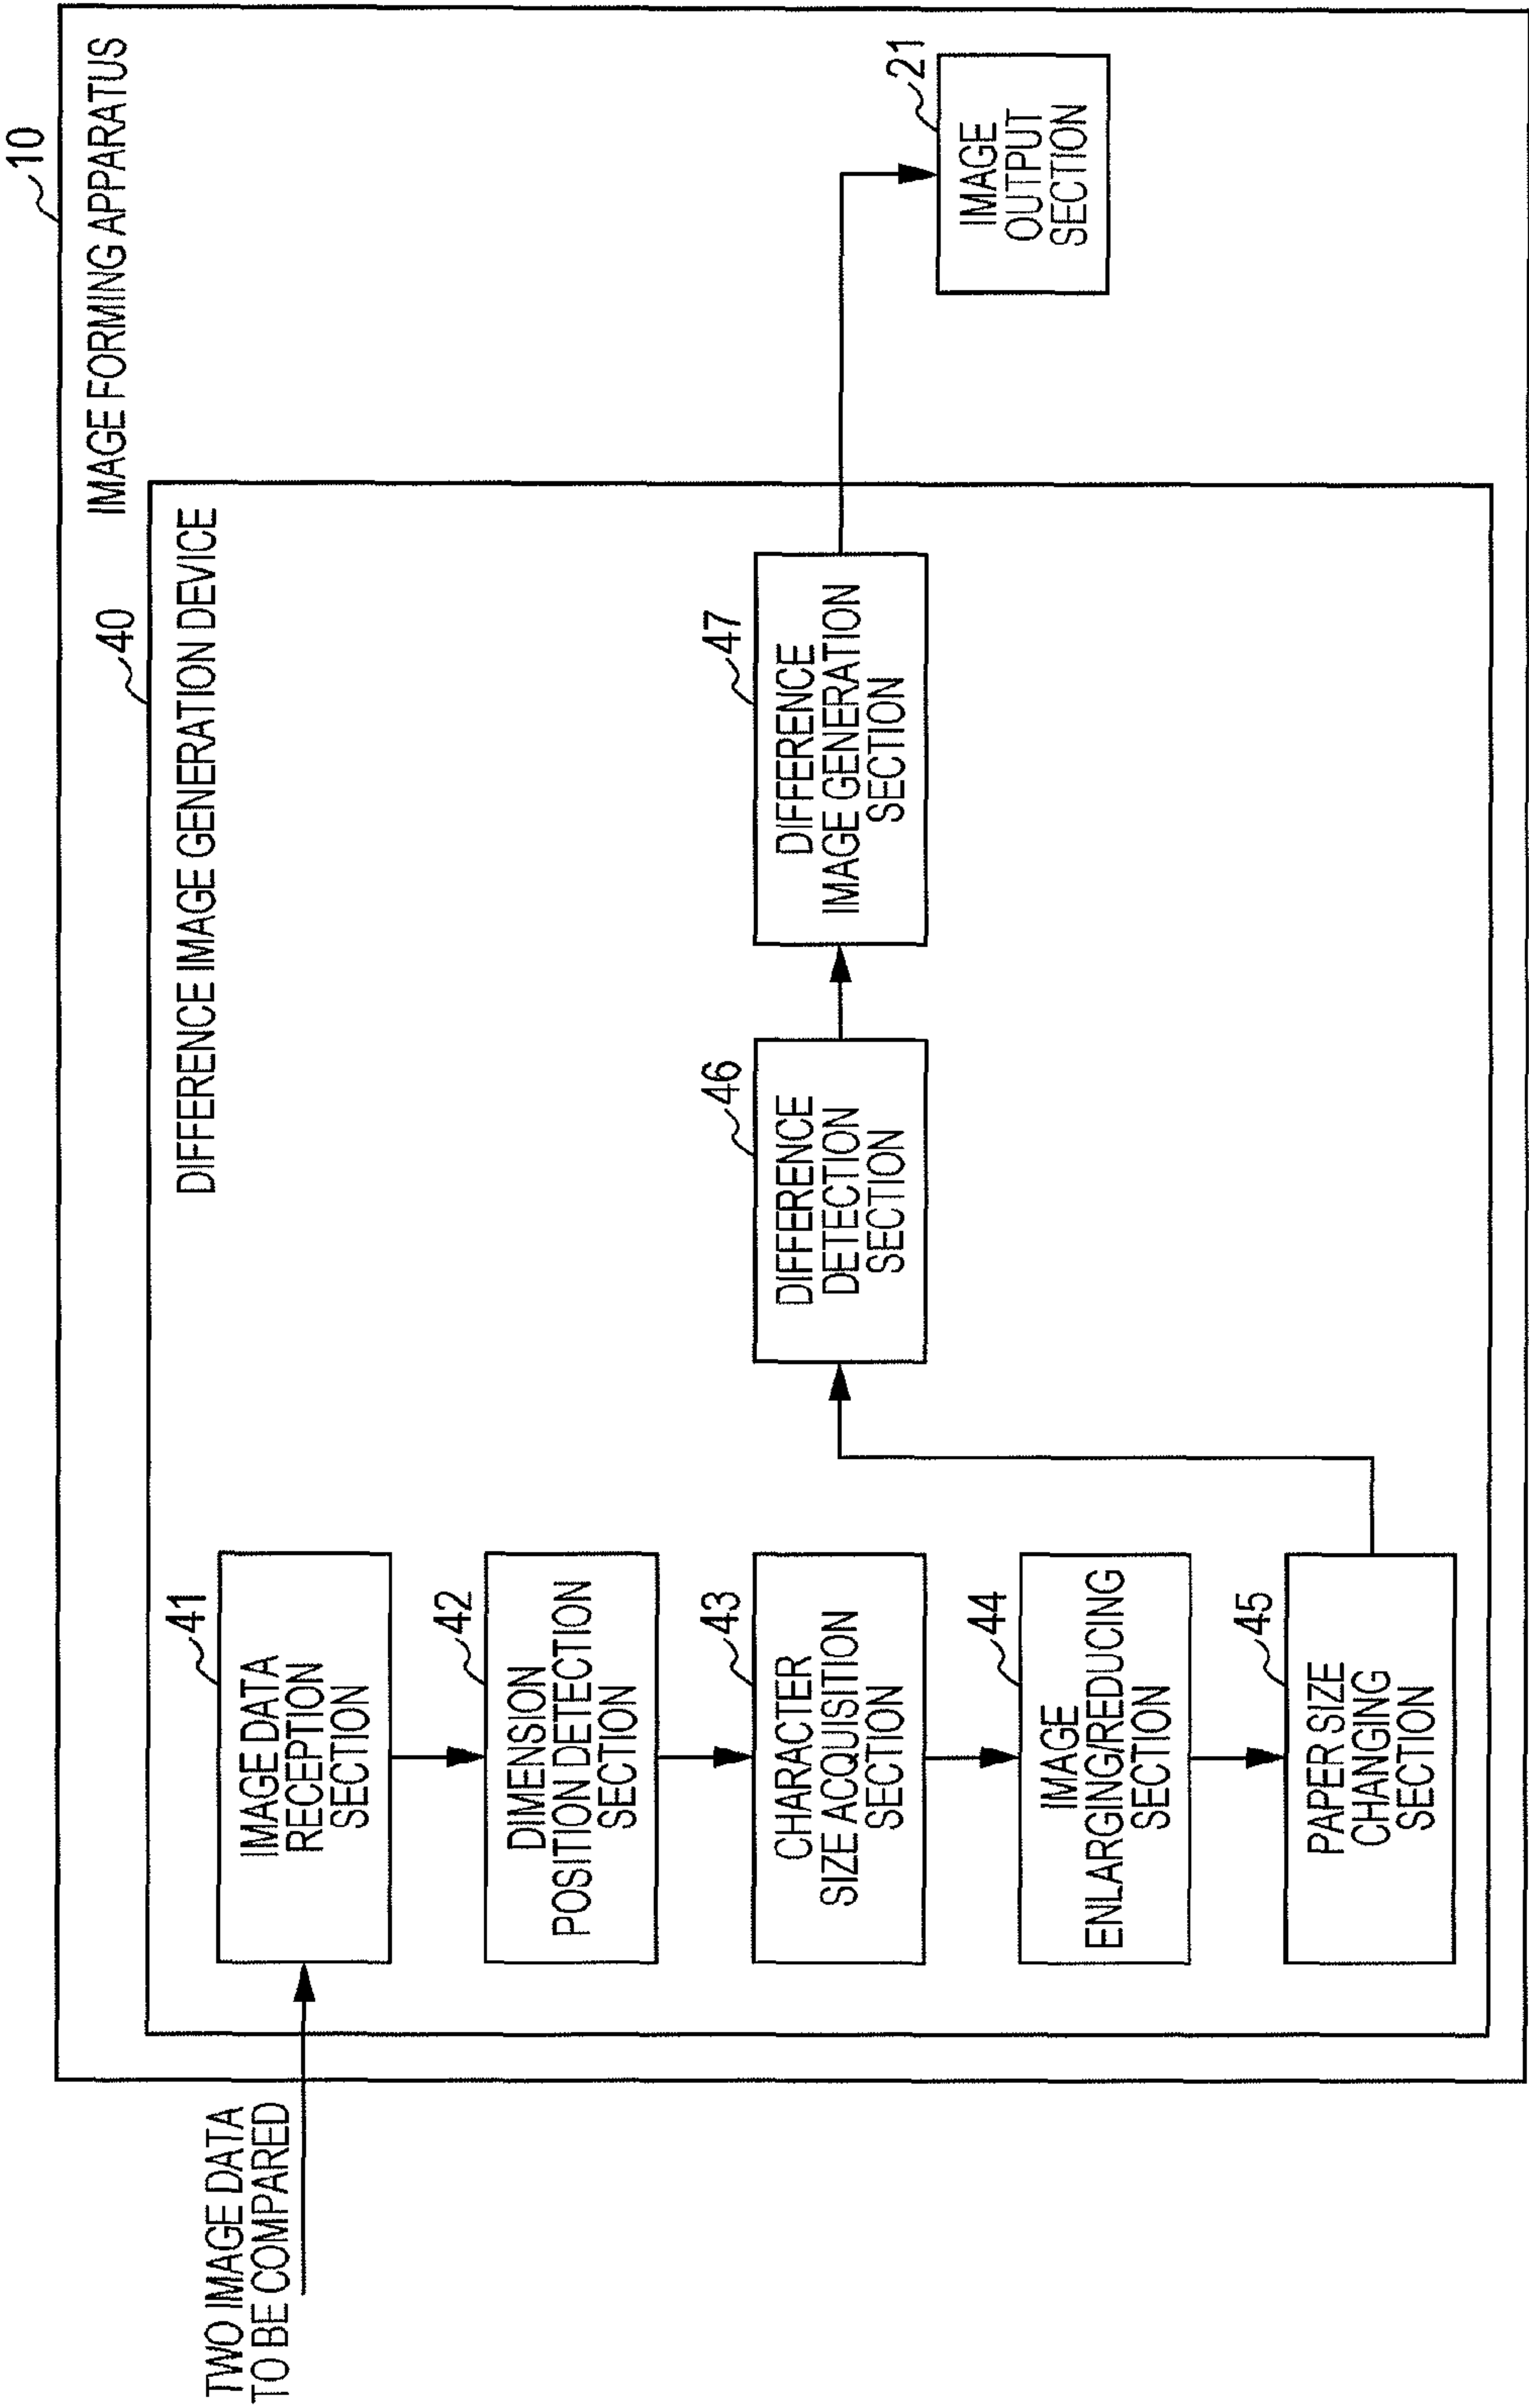 10
IMAGE FORMING APPARATUS
40
DIFFERENCE IMAGE GENERATION DEVICE
TWO IMAGE DATA
TO BE COMPARED
41
IMAGE DATA
RECEPTION
SECTION
42
DIMENSION
POSITION DETECTION
SECTION
43
CHARACTER
SIZE ACQUISITION
SECTION
44
IMAGE
ENLARGING/REDUCING
SECTION
45
PAPER SIZE
CHANGING
SECTION
46
DIFFERENCE
DETECTION
SECTION
47
DIFFERENCE
IMAGE GENERATION
SECTION
21
IMAGE
OUTPUT
SECTION